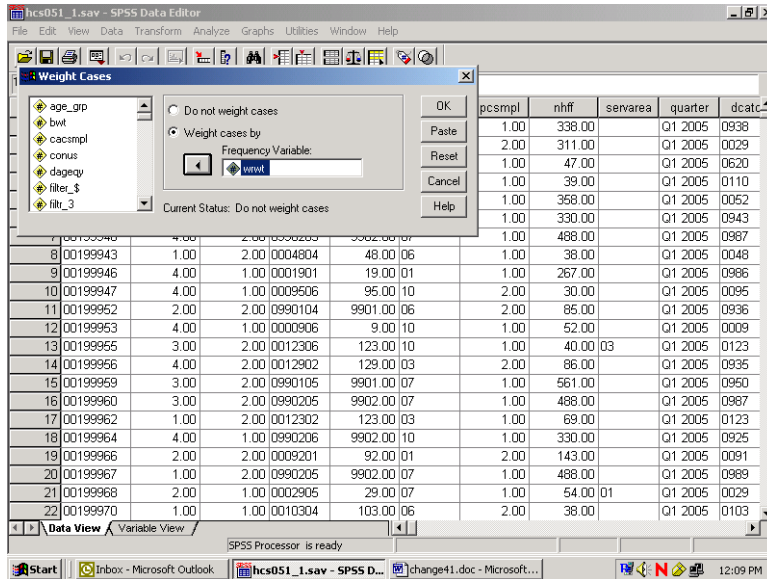 hcs051_1.sav - SPSS Data Editor
File Edit View Data Transform Analyze Graphs Utilities Window Help
Weight Cases
age_grp
bwt
cacsmpl
conus
dageqy
filter_$
filtr_3
Do not weight cases
Weight cases by
Frequency Variable:
wrwt
Current Status: Do not weight cases
OK
Paste
Reset
Cancel
Help
pcsmpl nhff servarea quarter dcatc
1.00 338.00 Q1 2005 0938
2.00 311.00 Q1 2005 0029
1.00 47.00 Q1 2005 0620
1.00 39.00 Q1 2005 0110
1.00 358.00 Q1 2005 0052
1.00 330.00 Q1 2005 0943
1.00 488.00 Q1 2005 0987
8 00199943 1.00 2.00 0004804 48.00 06 1.00 38.00 Q1 2005 0048
9 00199946 4.00 1.00 0001901 19.00 01 1.00 267.00 Q1 2005 0986
10 00199947 4.00 1.00 0009506 95.00 10 2.00 30.00 Q1 2005 0095
11 00199952 2.00 2.00 0990104 9901.00 06 2.00 85.00 Q1 2005 0936
12 00199953 4.00 1.00 0000906 9.00 10 1.00 52.00 Q1 2005 0009
13 00199955 3.00 2.00 0012306 123.00 10 1.00 40.00 03 Q1 2005 0123
14 00199956 4.00 2.00 0012902 129.00 03 2.00 86.00 Q1 2005 0935
15 00199959 3.00 2.00 0990105 9901.00 07 1.00 561.00 Q1 2005 0950
16 00199960 3.00 2.00 0990205 9902.00 07 1.00 488.00 Q1 2005 0987
17 00199962 1.00 2.00 0012302 123.00 03 1.00 69.00 Q1 2005 0123
18 00199964 4.00 1.00 0990206 9902.00 10 1.00 330.00 Q1 2005 0925
19 00199966 2.00 2.00 0009201 92.00 01 2.00 143.00 Q1 2005 0091
20 00199967 1.00 2.00 0990205 9902.00 07 1.00 488.00 Q1 2005 0989
21 00199968 2.00 1.00 0002905 29.00 07 1.00 54.00 01 Q1 2005 0029
22 00199970 1.00 1.00 0010304 103.00 06 2.00 38.00 Q1 2005 0103
Data View Variable View
SPSS Processor is ready
Start Inbox - Microsoft Outlook hcs051_1.sav - SPSS D... change41.doc - Microsoft... 12:09 PM